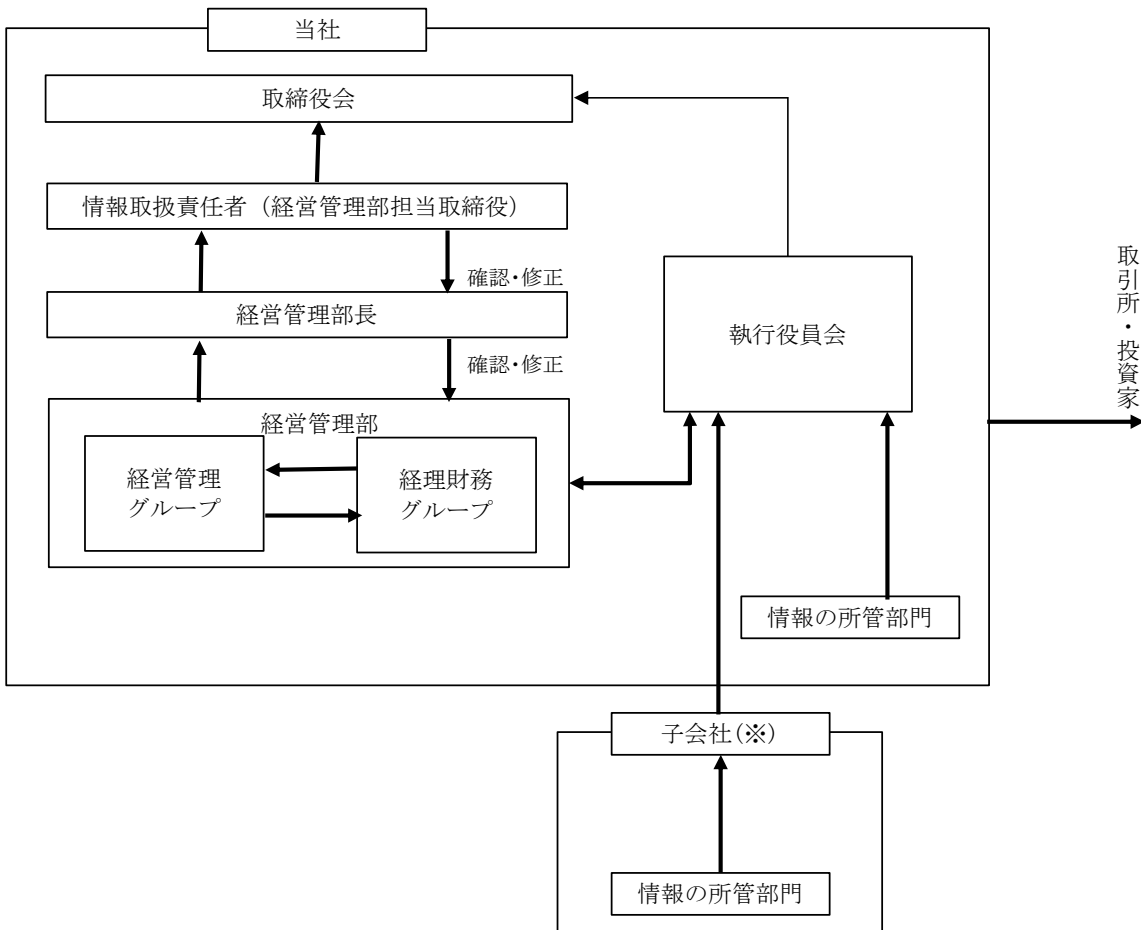 当社
取締役会
情報取扱責任者（経営管理部担当取締役）
確認・修正
経営管理部長
確認・修正
経営管理部
経営管理
グループ
経理財務
グループ
執行役員会
情報の所管部門
取引所・投資家
子会社(※)
情報の所管部門